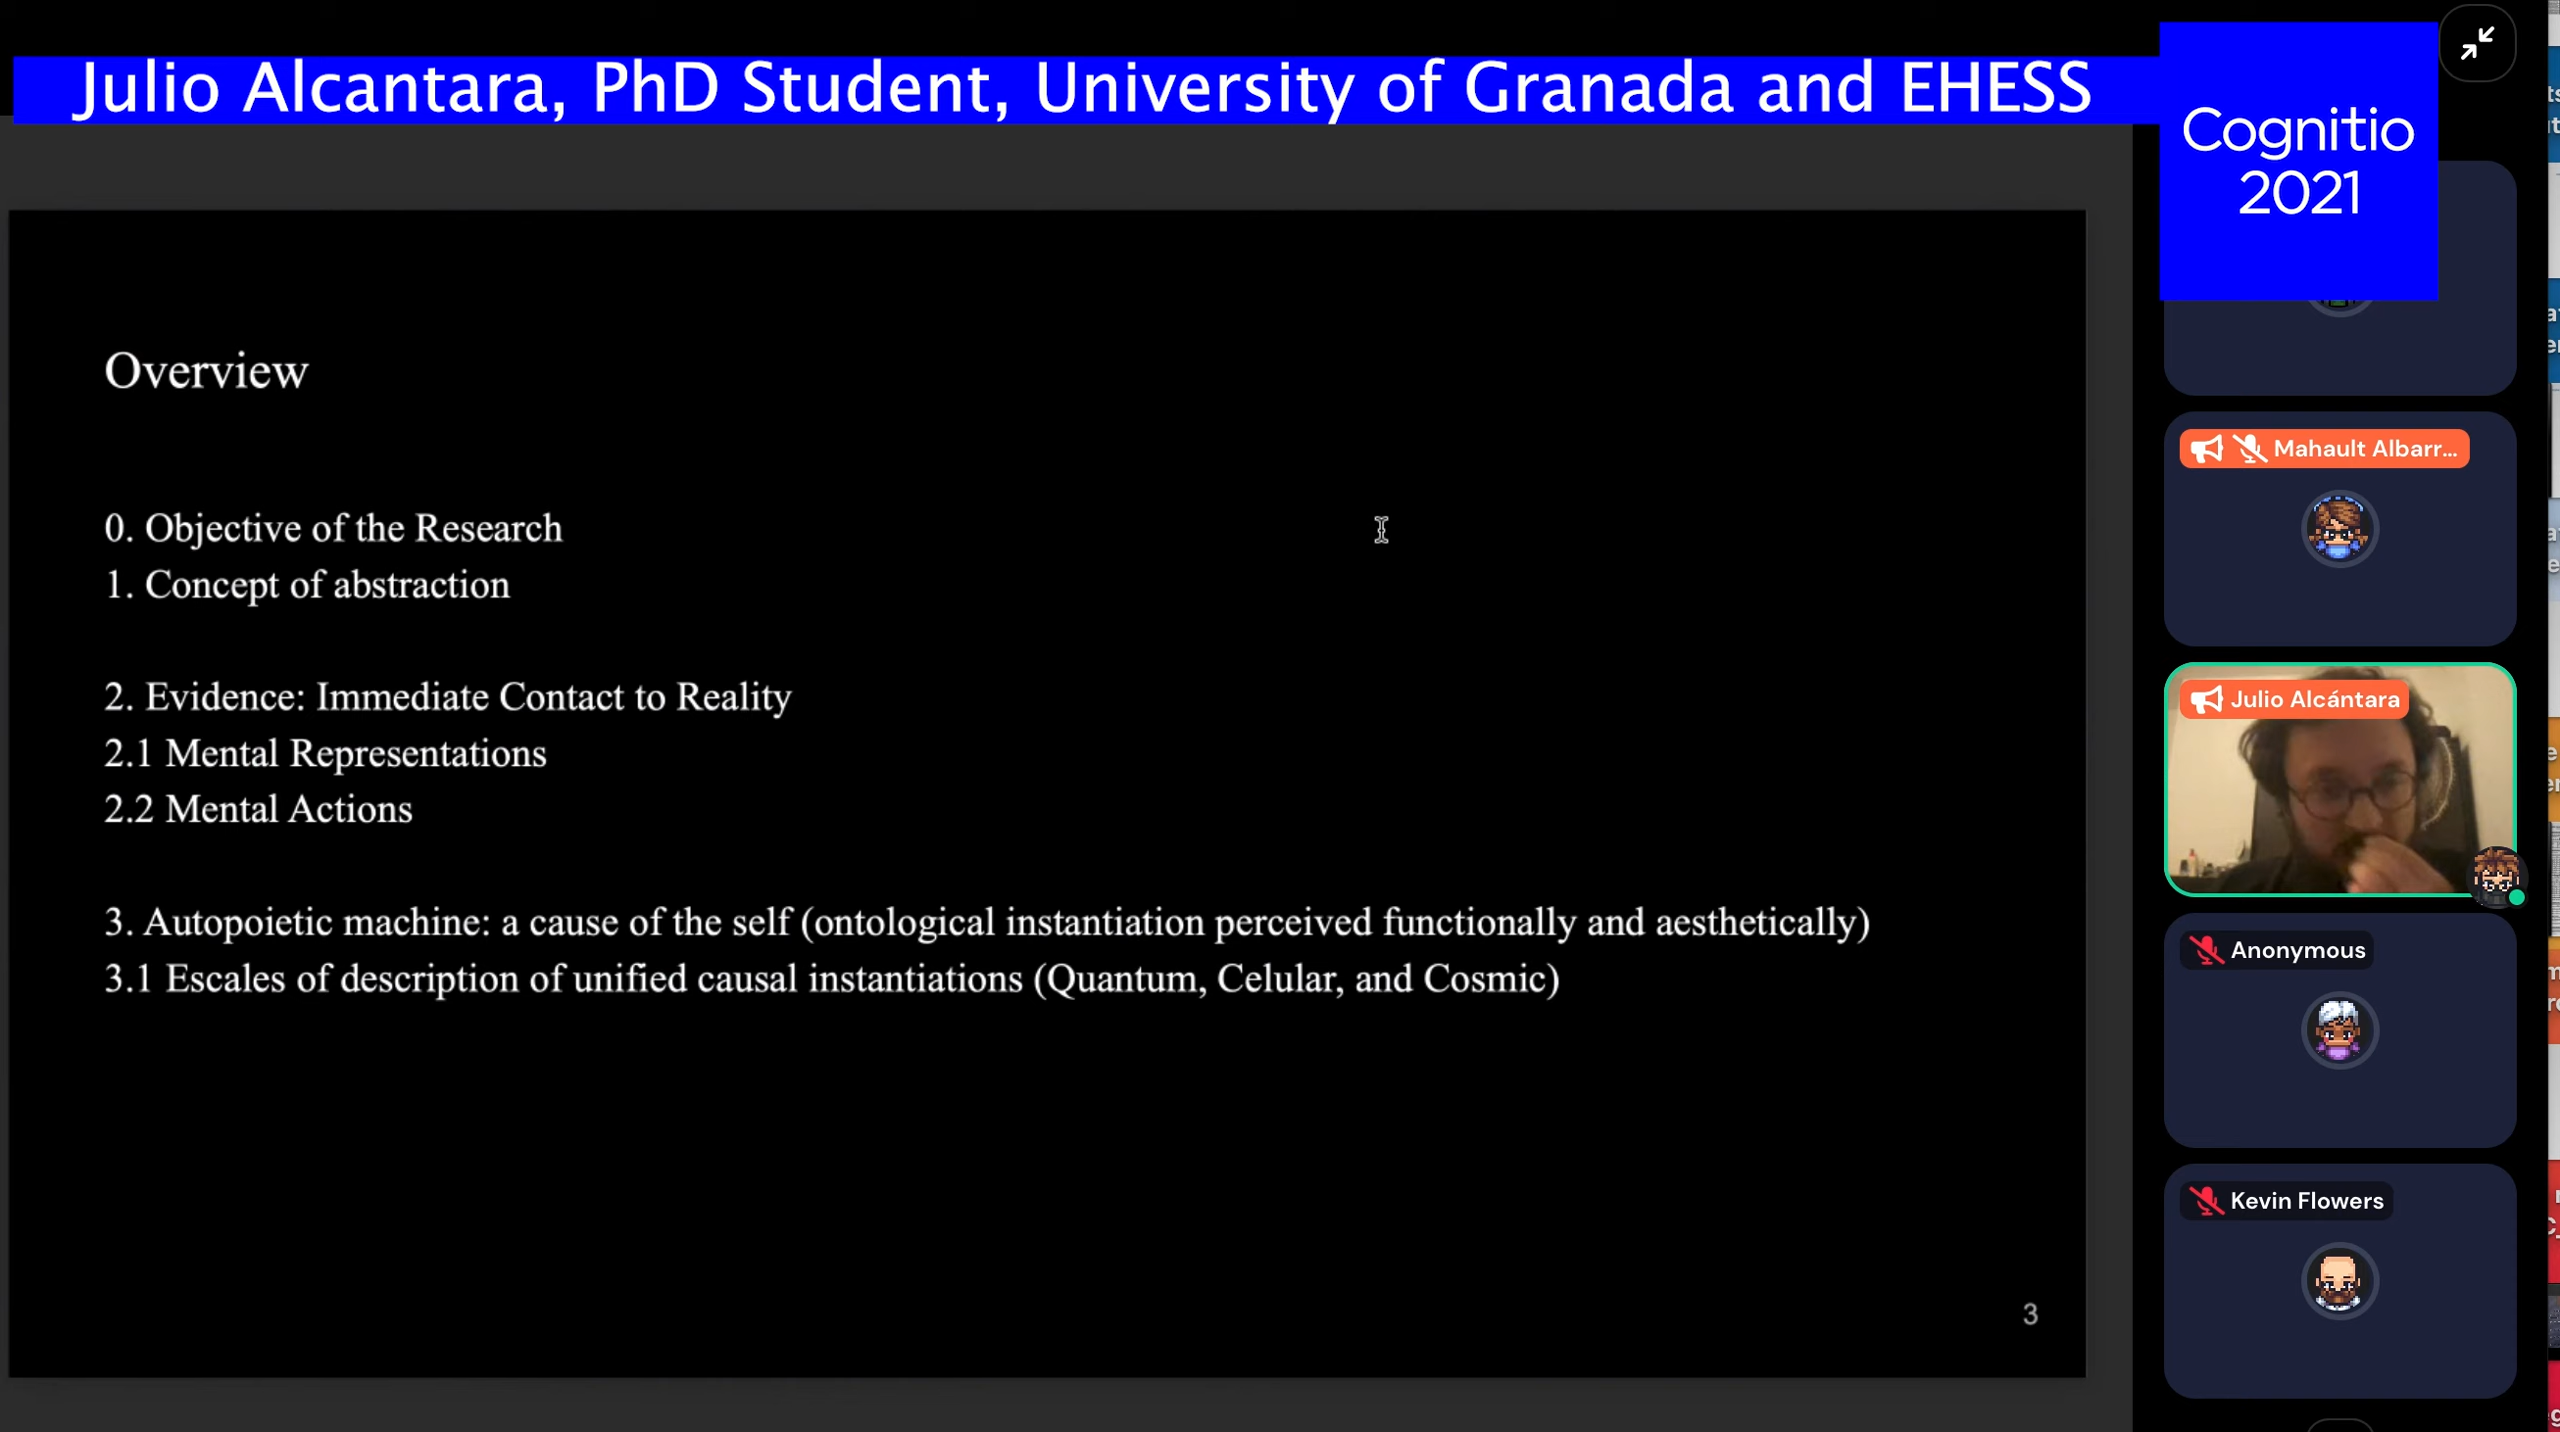 Julio Alcantara, PhD Student, University of Granada and EHESS
Cognitio
2021
Overview
0. Objective of the Research
1. Concept of abstraction
2. Evidence: Immediate Contact to Reality
2.1 Mental Representations
2.2 Mental Actions
3. Autopoietic machine: a cause of the self (ontological instantiation perceived functionally and aesthetically)
3.1 Escales of description of unified causal instantiations (Quantum, Celular, and Cosmic)
3
Mahault Albarr...
Julio Alcántara
Anonymous
Kevin Flowers